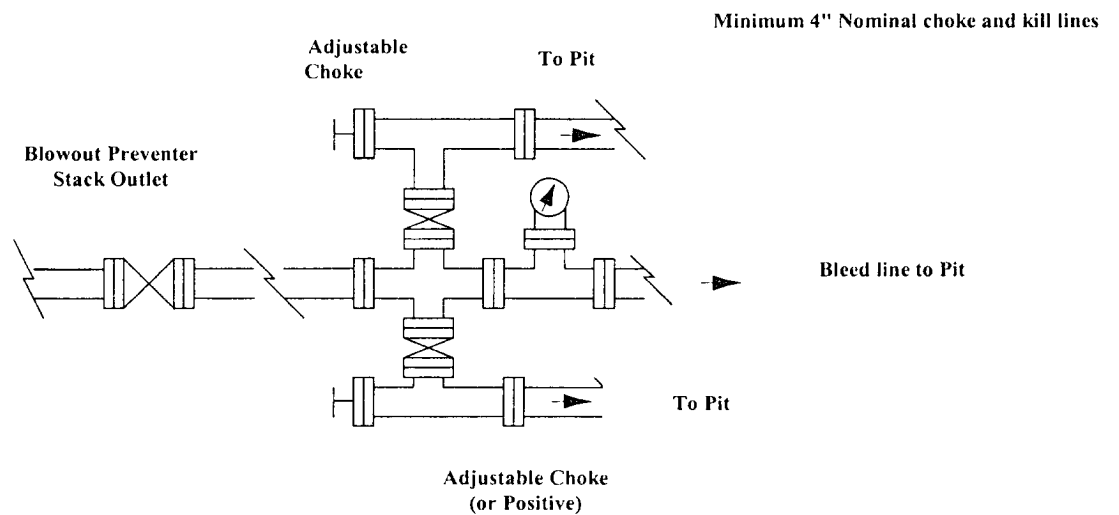 Minimum 4" Nominal choke and kill lines
Adjustable
Choke
To Pit
Blowout Preventer
Stack Outlet
Bleed line to Pit
To Pit
Adjustable Choke
(or Positive)